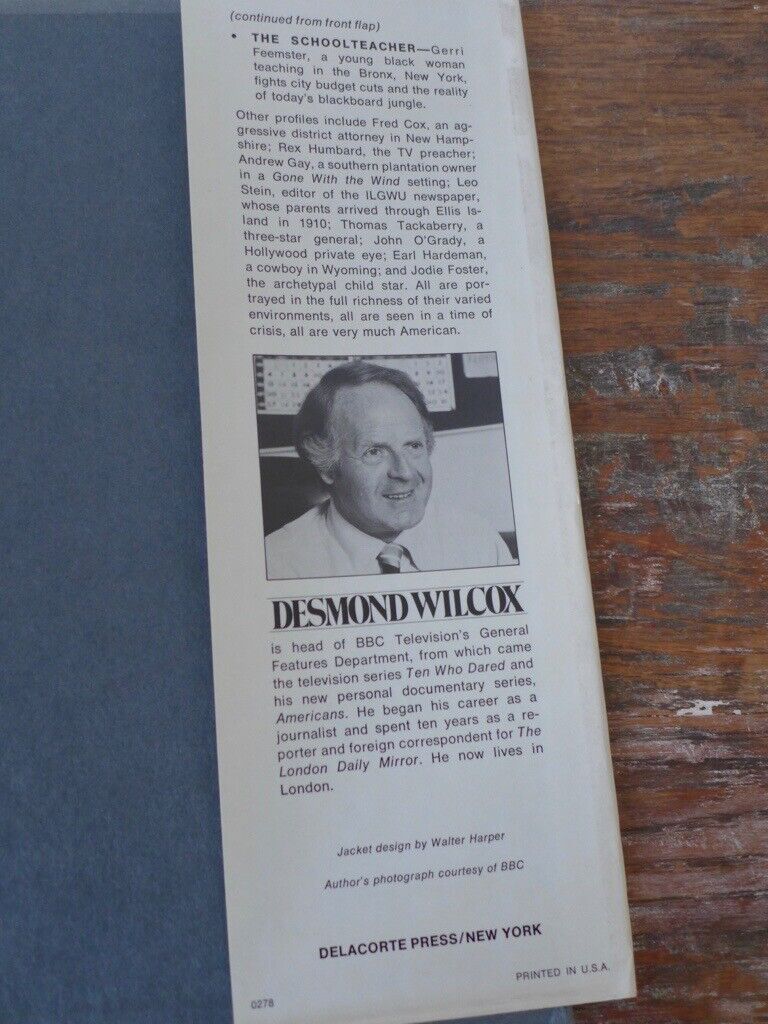 (continued from front flap)
• THE SCHOOLTEACHER—Gerri
Feemster, a young black woman
teaching in the Bronx, New York,
fights city budget cuts and the reality
of today's blackboard jungle.
Other profiles include Fred Cox, an ag-
gressive district attorney in New Hamp-
shire; Rex Humbard, the TV preacher;
Andrew Gay, a southern plantation owner
in a Gone With the Wind setting; Leo
Stein, editor of the ILGWU newspaper,
whose parents arrived through Ellis Is-
land in 1910; Thomas Tackaberry, a
three-star general; John O'Grady, a
Hollywood private eye; Earl Hardeman,
a cowboy in Wyoming; and Jodie Foster,
the archetypal child star. All are por-
trayed in the full richness of their varied
environments, all are seen in a time of
crisis, all are very much American.
DESMOND WILCOX
is head of BBC Television's General
Features Department, from which came
the television series Ten Who Dared and
his new personal documentary series,
Americans. He began his career as a
journalist and spent ten years as a re-
porter and foreign correspondent for The
London Daily Mirror. He now lives in
London.
Jacket design by Walter Harper
Author's photograph courtesy of BBC
DELACORTE PRESS/NEW YORK
PRINTED IN U.S.A.
0278